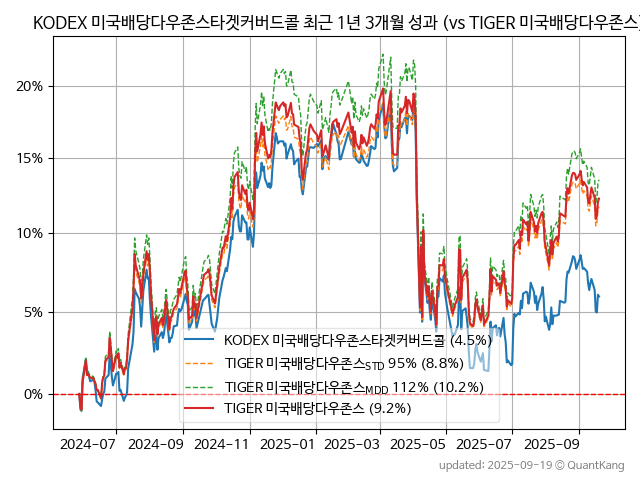 KODEX 미국배당다우존스타겟커버드콜 최근 1년 3개월 성과 (vs TIGER 미국배당다우존스)
20%
15%
10%
5%
0%
KODEX 미국배당다우존스타겟커버드콜 (4.5%)
TIGER 미국배당다우존스STD 95% (8.8%)
TIGER 미국배당다우존스MDD 112% (10.2%)
TIGER 미국배당다우존스 (9.2%)
2024-07 2024-09 2024-11 2025-01 2025-03 2025-05 2025-07 2025-09
updated: 2025-09-19 © QuantKang